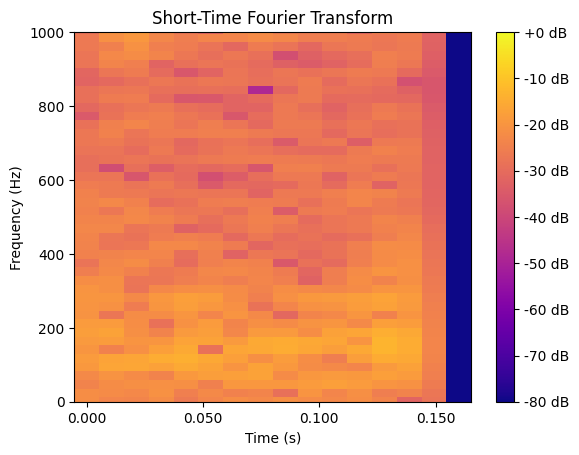 Short-Time Fourier Transform
1000
800
600
400
200
0
Frequency (Hz)
0.000
0.050
0.100
0.150
Time (s)
+0 dB
-10 dB
-20 dB
-30 dB
-40 dB
-50 dB
-60 dB
-70 dB
-80 dB